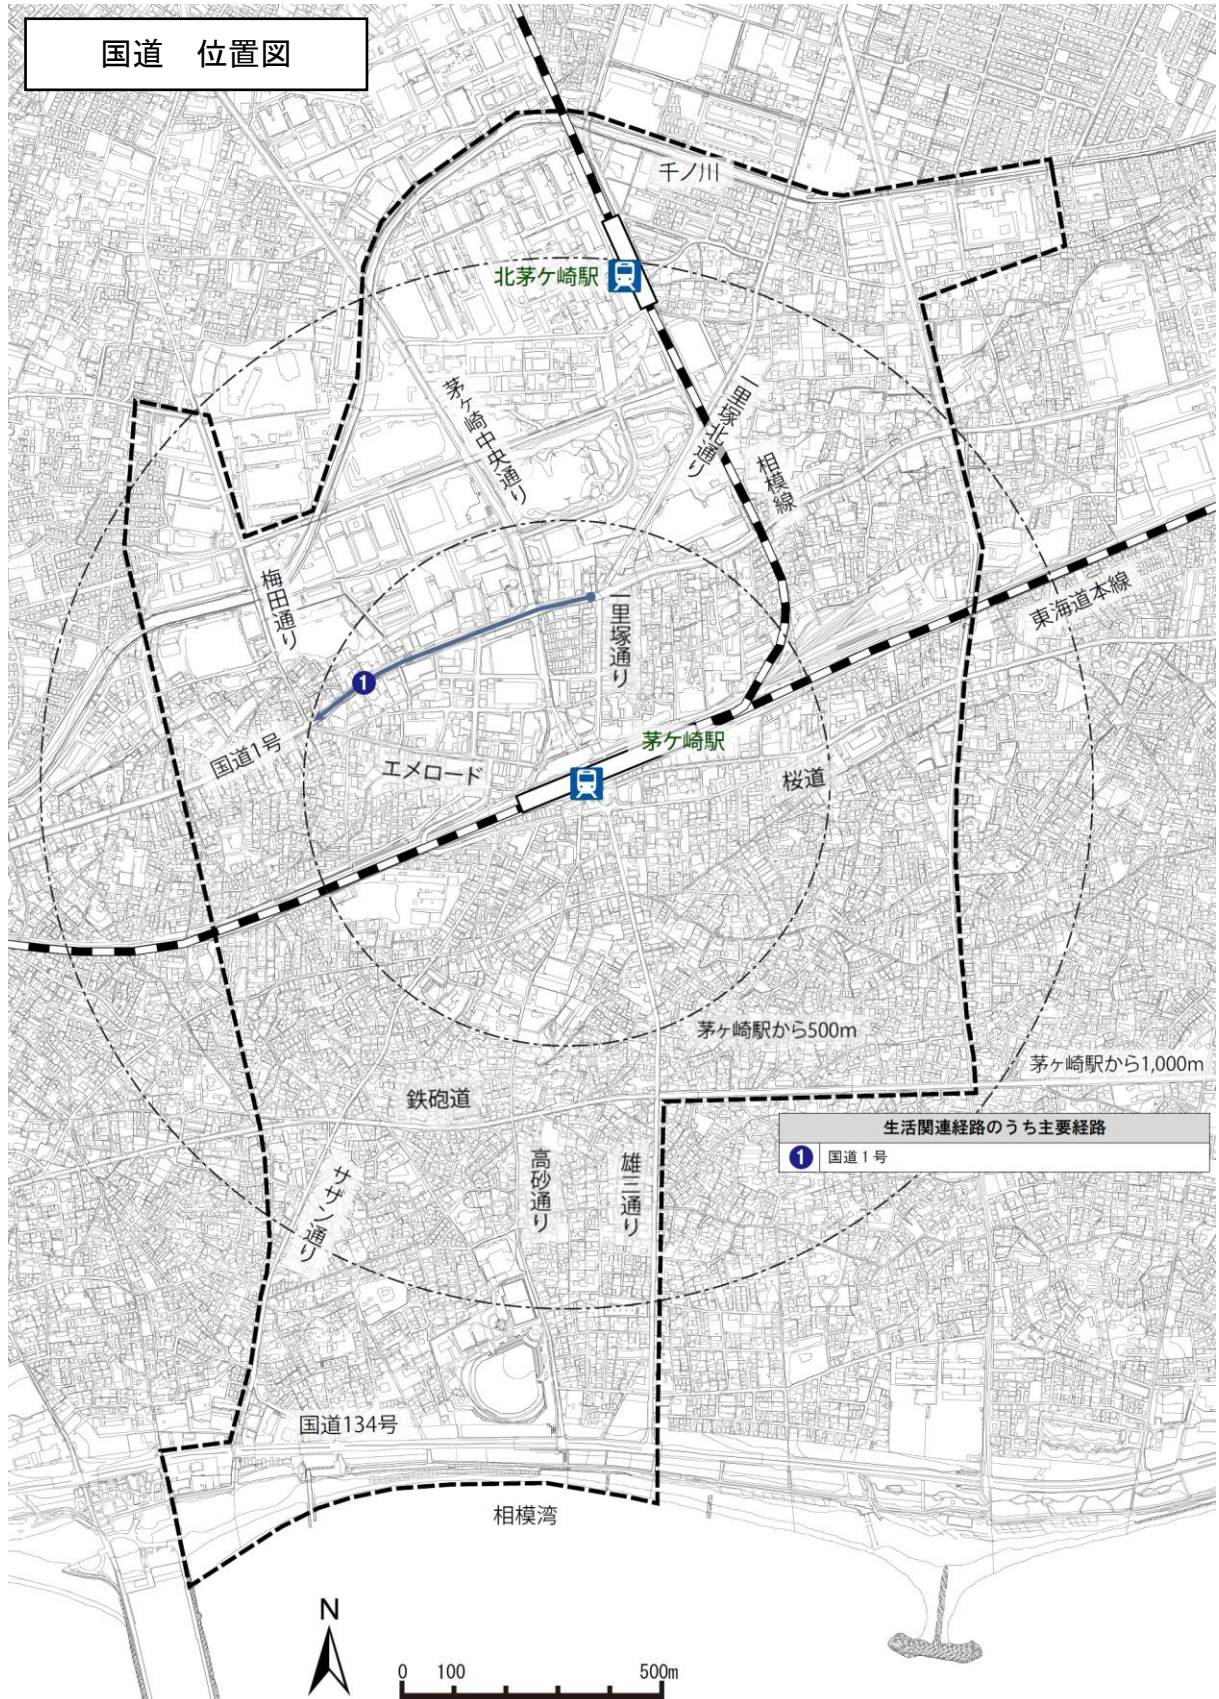 国道　位置図
千ノ川
北茅ケ崎駅
茅ヶ崎中央通り
一里塚北通り
相模線
東海道本線
梅田通り
一里塚通り
1
国道1号
エメロード
茅ケ崎駅
桜道
茅ヶ崎駅から500m
茅ヶ崎駅から1,000m
鉄砲道
生活関連経路のうち主要経路
1 国道１号
サザン通り
高砂通り
雄三通り
国道134号
相模湾
N
0 100 500m